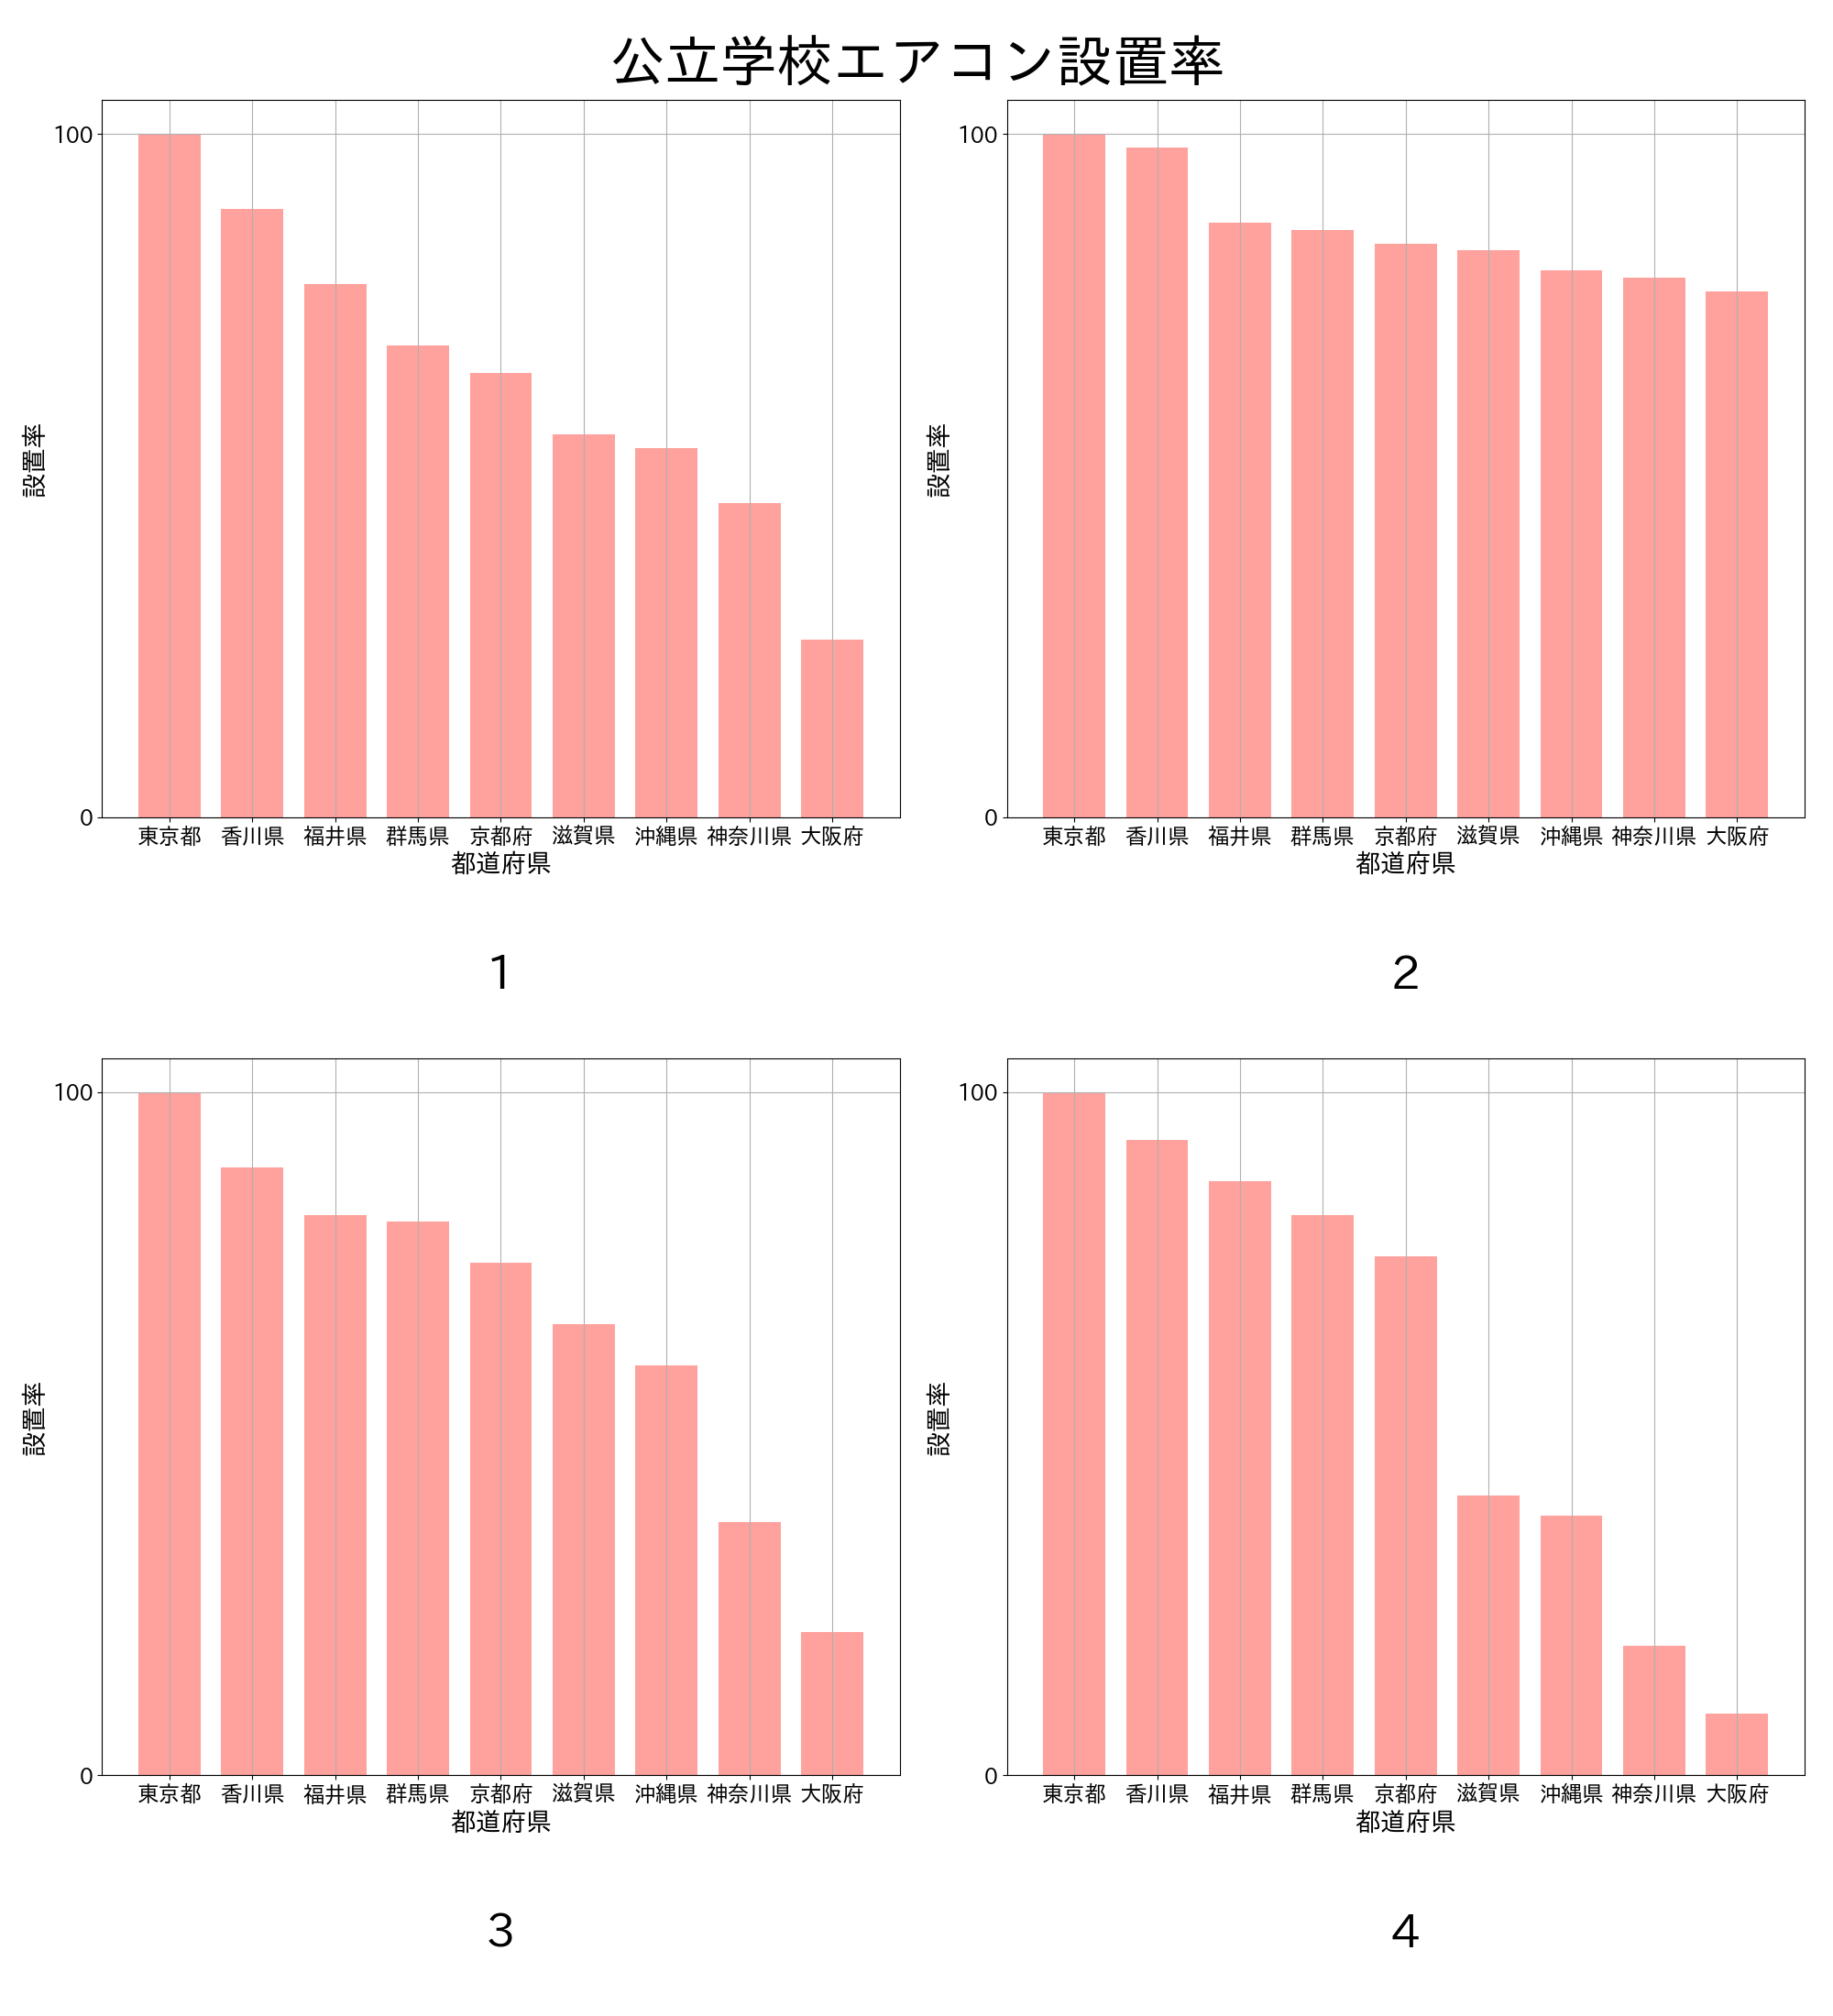 公立学校エアコン設置率
100
0
設置率
東京都 香川県 福井県 群馬県 京都府 滋賀県 沖縄県 神奈川県 大阪府
都道府県
1
100
0
設置率
東京都 香川県 福井県 群馬県 京都府 滋賀県 沖縄県 神奈川県 大阪府
都道府県
2
100
0
設置率
東京都 香川県 福井県 群馬県 京都府 滋賀県 沖縄県 神奈川県 大阪府
都道府県
3
100
0
設置率
東京都 香川県 福井県 群馬県 京都府 滋賀県 沖縄県 神奈川県 大阪府
都道府県
4